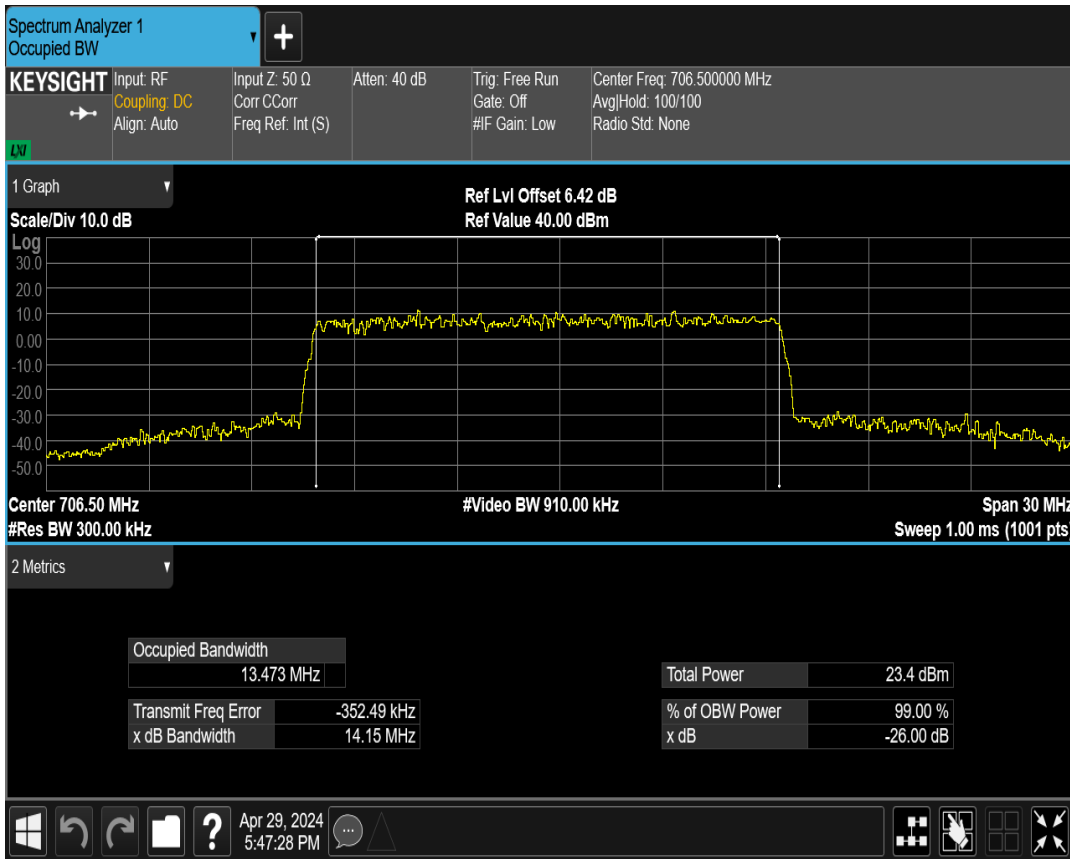 Spectrum Analyzer 1
Occupied BW
+
KEYSIGHT
LXI
Input: RF
Coupling: DC
Align: Auto
Input Z: 50 Ω
Corr CCorr
Freq Ref: Int (S)
Atten: 40 dB
Trig: Free Run
Gate: Off
#IF Gain: Low
Center Freq: 706.500000 MHz
Avg|Hold: 100/100
Radio Std: None
1 Graph
Scale/Div 10.0 dB
Ref Lvl Offset 6.42 dB
Ref Value 40.00 dBm
Log
30.0
20.0
10.0
0.00
-10.0
-20.0
-30.0
-40.0
-50.0
Center 706.50 MHz
#Res BW 300.00 kHz
#Video BW 910.00 kHz
Span 30 MHz
Sweep 1.00 ms (1001 pts)
2 Metrics
Occupied Bandwidth
13.473 MHz
Transmit Freq Error -352.49 kHz
x dB Bandwidth 14.15 MHz
Total Power 23.4 dBm
% of OBW Power 99.00 %
x dB -26.00 dB
?
Apr 29, 2024
5:47:28 PM